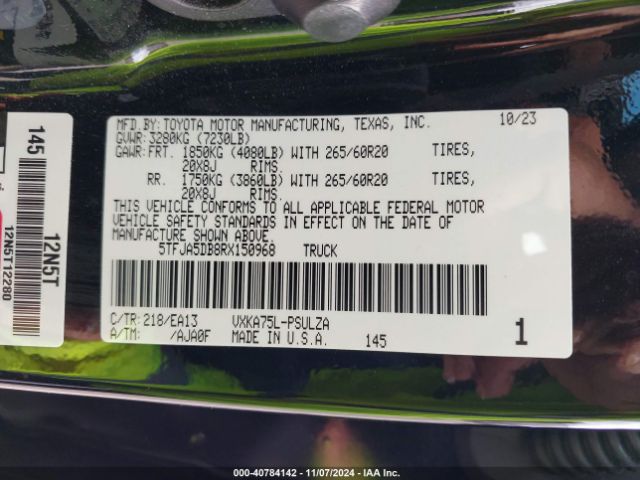 MFD.BY:TOYOTA MOTOR MANUFACTURING, TEXAS, INC. 10/23
GVWR:3280KG (7230LB)
GAWR:FRT. 1850KG (4080LB) WITH 265/60R20 TIRES,
20X8J RIMS,
RR. 1750KG (3860LB) WITH 265/60R20 TIRES,
20X8J RIMS,
THIS VEHICLE CONFORMS TO ALL APPLICABLE FEDERAL MOTOR
VEHICLE SAFETY STANDARDS IN EFFECT ON THE DATE OF
MANUFACTURE SHOWN ABOVE.
5TFJA5DB8RX150968 TRUCK
C/TR:218/EA13 VXKA75L-PSULZA
A/TM: /AJA0F MADE IN U.S.A. 145 1
145 12N5T
12N5T12280
000-40784142 - 11/07/2024 - IAA Inc.